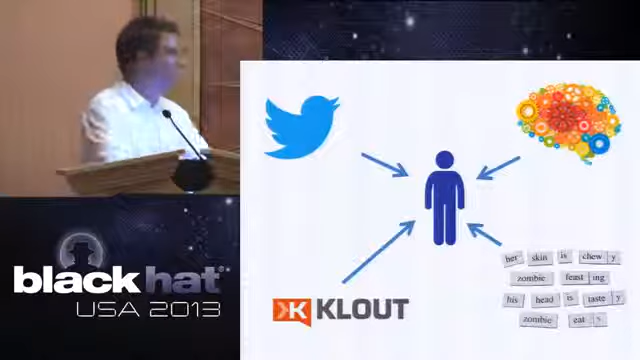 black hat®
USA 2013
KLOUT
her skin is chew y
zombie feast ing
his head is taste y
zombie eat s